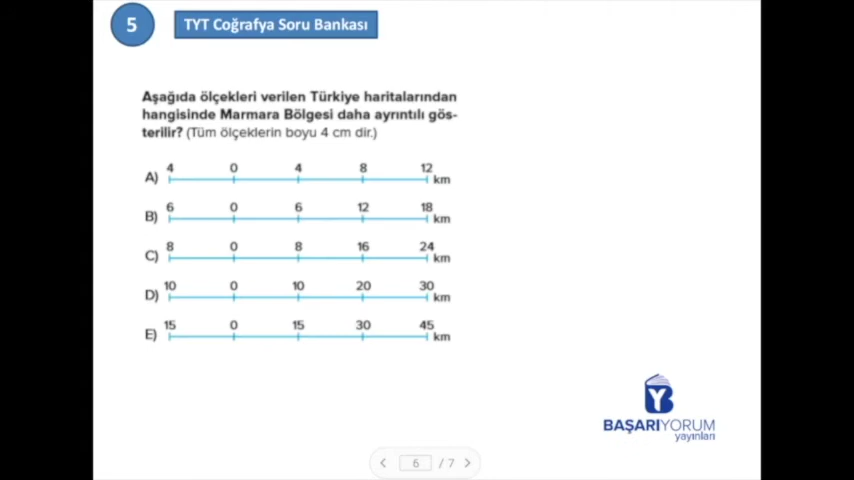 5
TYT Coğrafya Soru Bankası
Aşağıda ölçekleri verilen Türkiye haritalarından
hangisinde Marmara Bölgesi daha ayrıntılı gös-
terilir? (Tüm ölçeklerin boyu 4 cm dir.)
A) 4 0 4 8 12 km
B) 6 0 6 12 18 km
C) 8 0 8 16 24 km
D) 10 0 10 20 30 km
E) 15 0 15 30 45 km
BAŞARIYORUM
yayınları
6 / 7